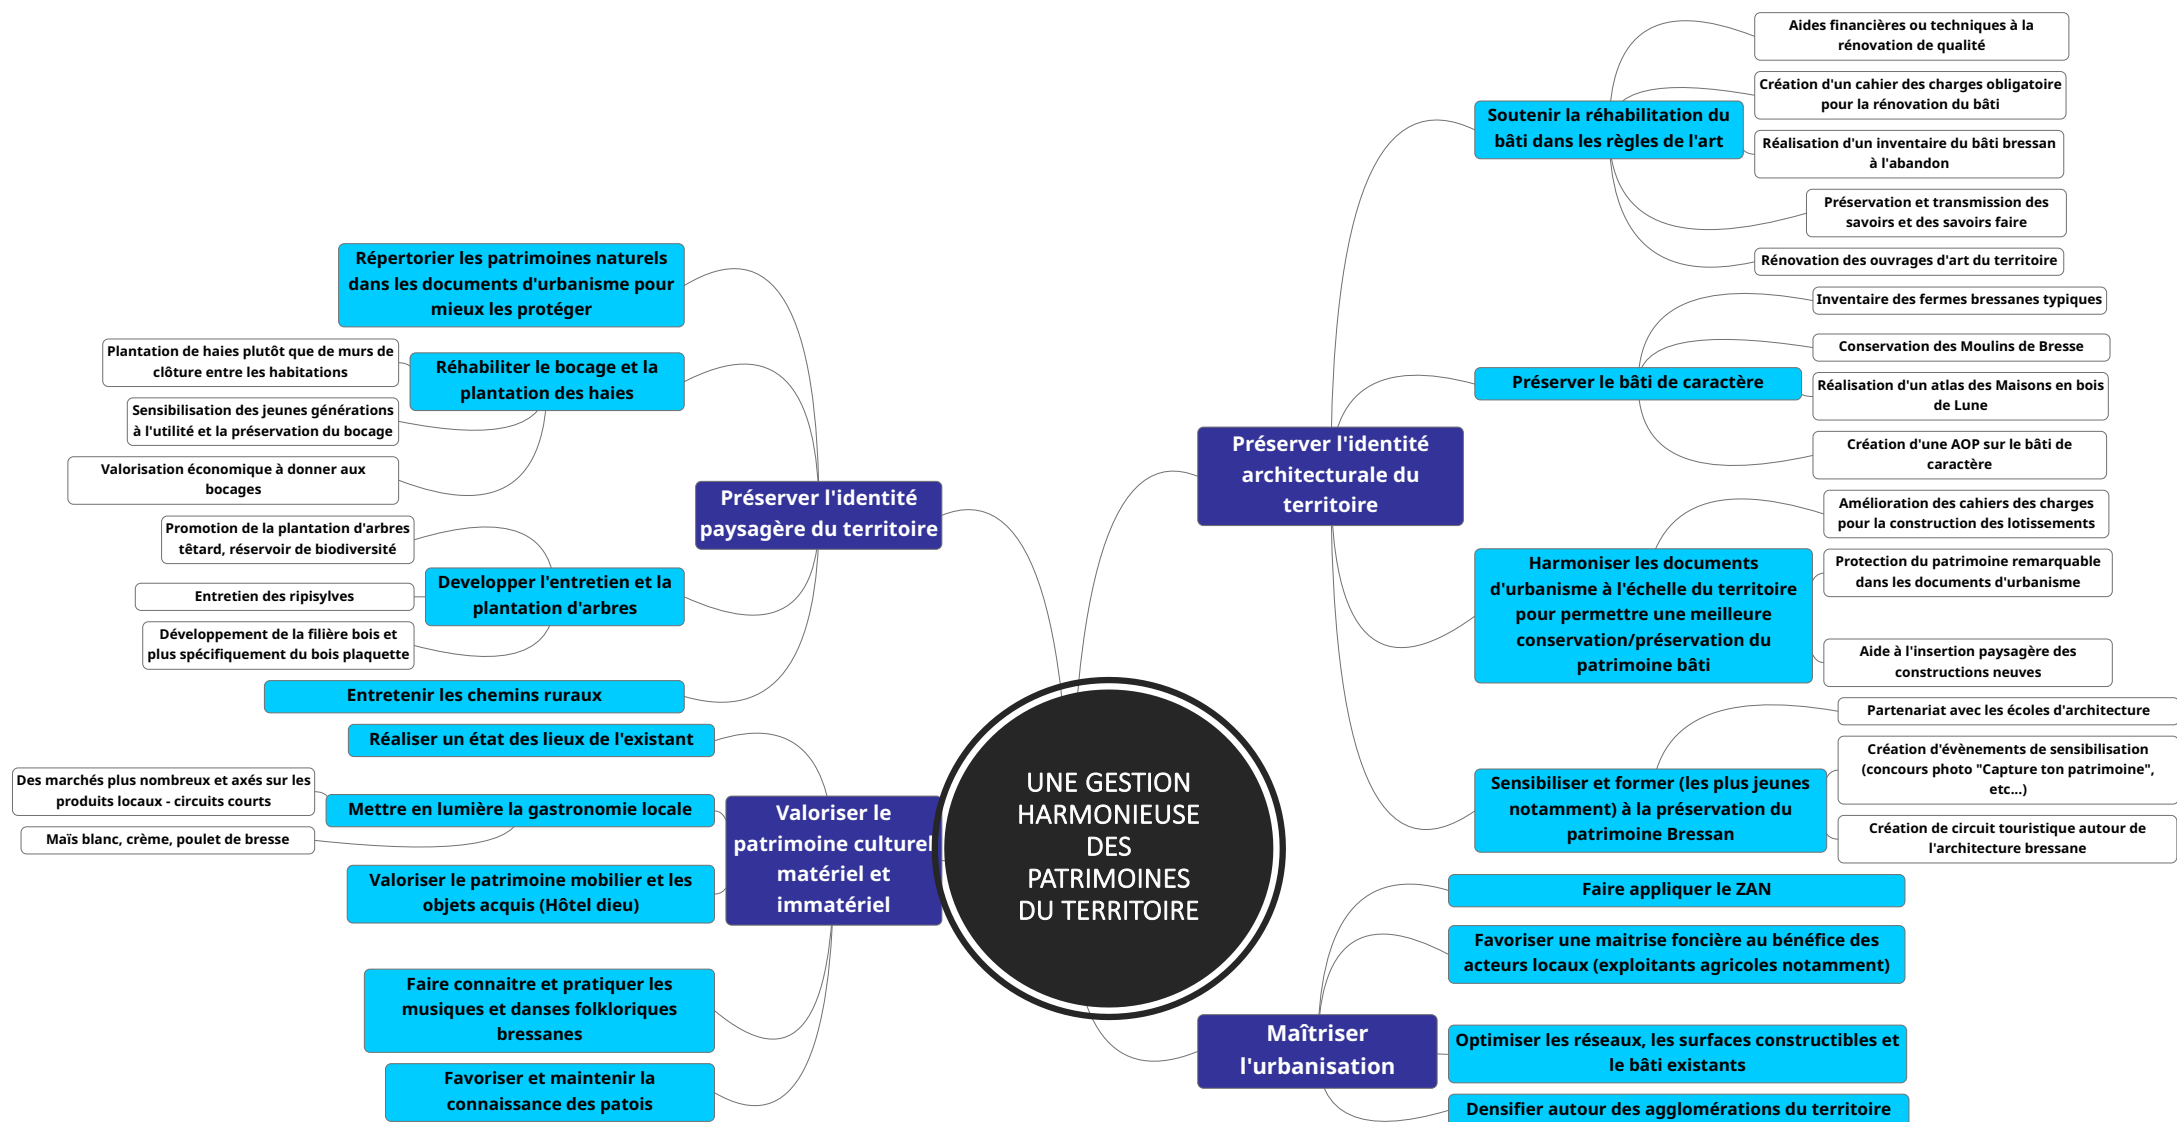 UNE GESTION
HARMONIEUSE
DES
PATRIMOINES
DU TERRITOIRE
Préserver l'identité
architecturale du
territoire
Soutenir la réhabilitation du
bâti dans les règles de l'art
Aides financières ou techniques à la
rénovation de qualité
Création d'un cahier des charges obligatoire
pour la rénovation du bâti
Réalisation d'un inventaire du bâti bressan
à l'abandon
Préservation et transmission des
savoirs et des savoirs faire
Rénovation des ouvrages d'art du territoire
Préserver le bâti de caractère
Inventaire des fermes bressanes typiques
Conservation des Moulins de Bresse
Réalisation d'un atlas des Maisons en bois
de Lune
Création d'une AOP sur le bâti de
caractère
Harmoniser les documents
d'urbanisme à l'échelle du territoire
pour permettre une meilleure
conservation/préservation du
patrimoine bâti
Amélioration des cahiers des charges
pour la construction des lotissements
Protection du patrimoine remarquable
dans les documents d'urbanisme
Aide à l'insertion paysagère des
constructions neuves
Sensibiliser et former (les plus jeunes
notamment) à la préservation du
patrimoine Bressan
Partenariat avec les écoles d'architecture
Création d'évènements de sensibilisation
(concours photo "Capture ton patrimoine",
etc...)
Création de circuit touristique autour de
l'architecture bressane
Maîtriser
l'urbanisation
Faire appliquer le ZAN
Favoriser une maitrise foncière au bénéfice des
acteurs locaux (exploitants agricoles notamment)
Optimiser les réseaux, les surfaces constructibles et
le bâti existants
Densifier autour des agglomérations du territoire
Préserver l'identité
paysagère du territoire
Répertorier les patrimoines naturels
dans les documents d'urbanisme pour
mieux les protéger
Réhabiliter le bocage et la
plantation des haies
Plantation de haies plutôt que de murs de
clôture entre les habitations
Sensibilisation des jeunes générations
à l'utilité et la préservation du bocage
Valorisation économique à donner aux
bocages
Developper l'entretien et la
plantation d'arbres
Promotion de la plantation d'arbres
têtard, réservoir de biodiversité
Entretien des ripisylves
Développement de la filière bois et
plus spécifiquement du bois plaquette
Entretenir les chemins ruraux
Valoriser le
patrimoine culturel
matériel et
immatériel
Réaliser un état des lieux de l'existant
Mettre en lumière la gastronomie locale
Des marchés plus nombreux et axés sur les
produits locaux - circuits courts
Maïs blanc, crème, poulet de bresse
Valoriser le patrimoine mobilier et les
objets acquis (Hôtel dieu)
Faire connaitre et pratiquer les
musiques et danses folkloriques
bressanes
Favoriser et maintenir la
connaissance des patois